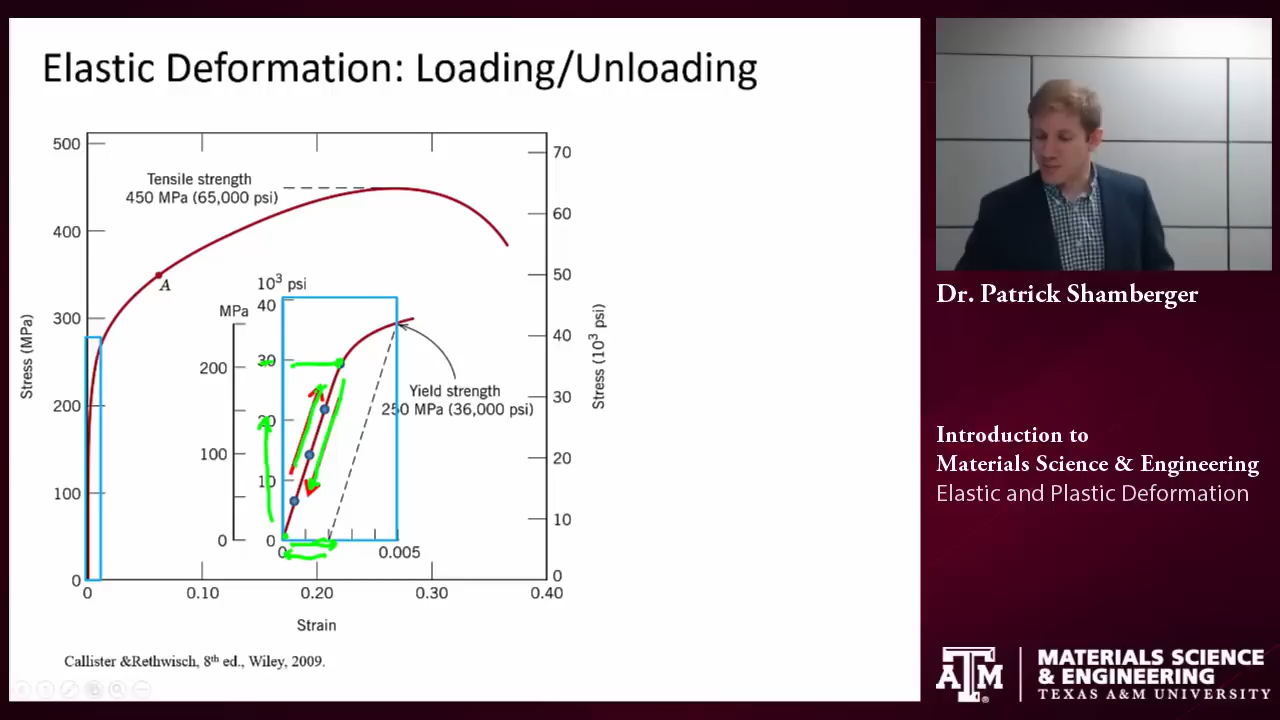 Elastic Deformation: Loading/Unloading
500
400
300
200
100
0
Stress (MPa)
0
0.10
0.20
0.30
0.40
Strain
70
60
50
40
30
20
10
0
Stress (10³ psi)
Tensile strength
450 MPa (65,000 psi)
A
10³ psi
MPa
40
30
20
10
0
200
100
0
0
0.005
Yield strength
250 MPa (36,000 psi)
Callister &Rethwisch, 8th ed., Wiley, 2009.
Dr. Patrick Shamberger
Introduction to
Materials Science & Engineering
Elastic and Plastic Deformation
ATM
MATERIALS SCIENCE
& ENGINEERING
TEXAS A&M UNIVERSITY